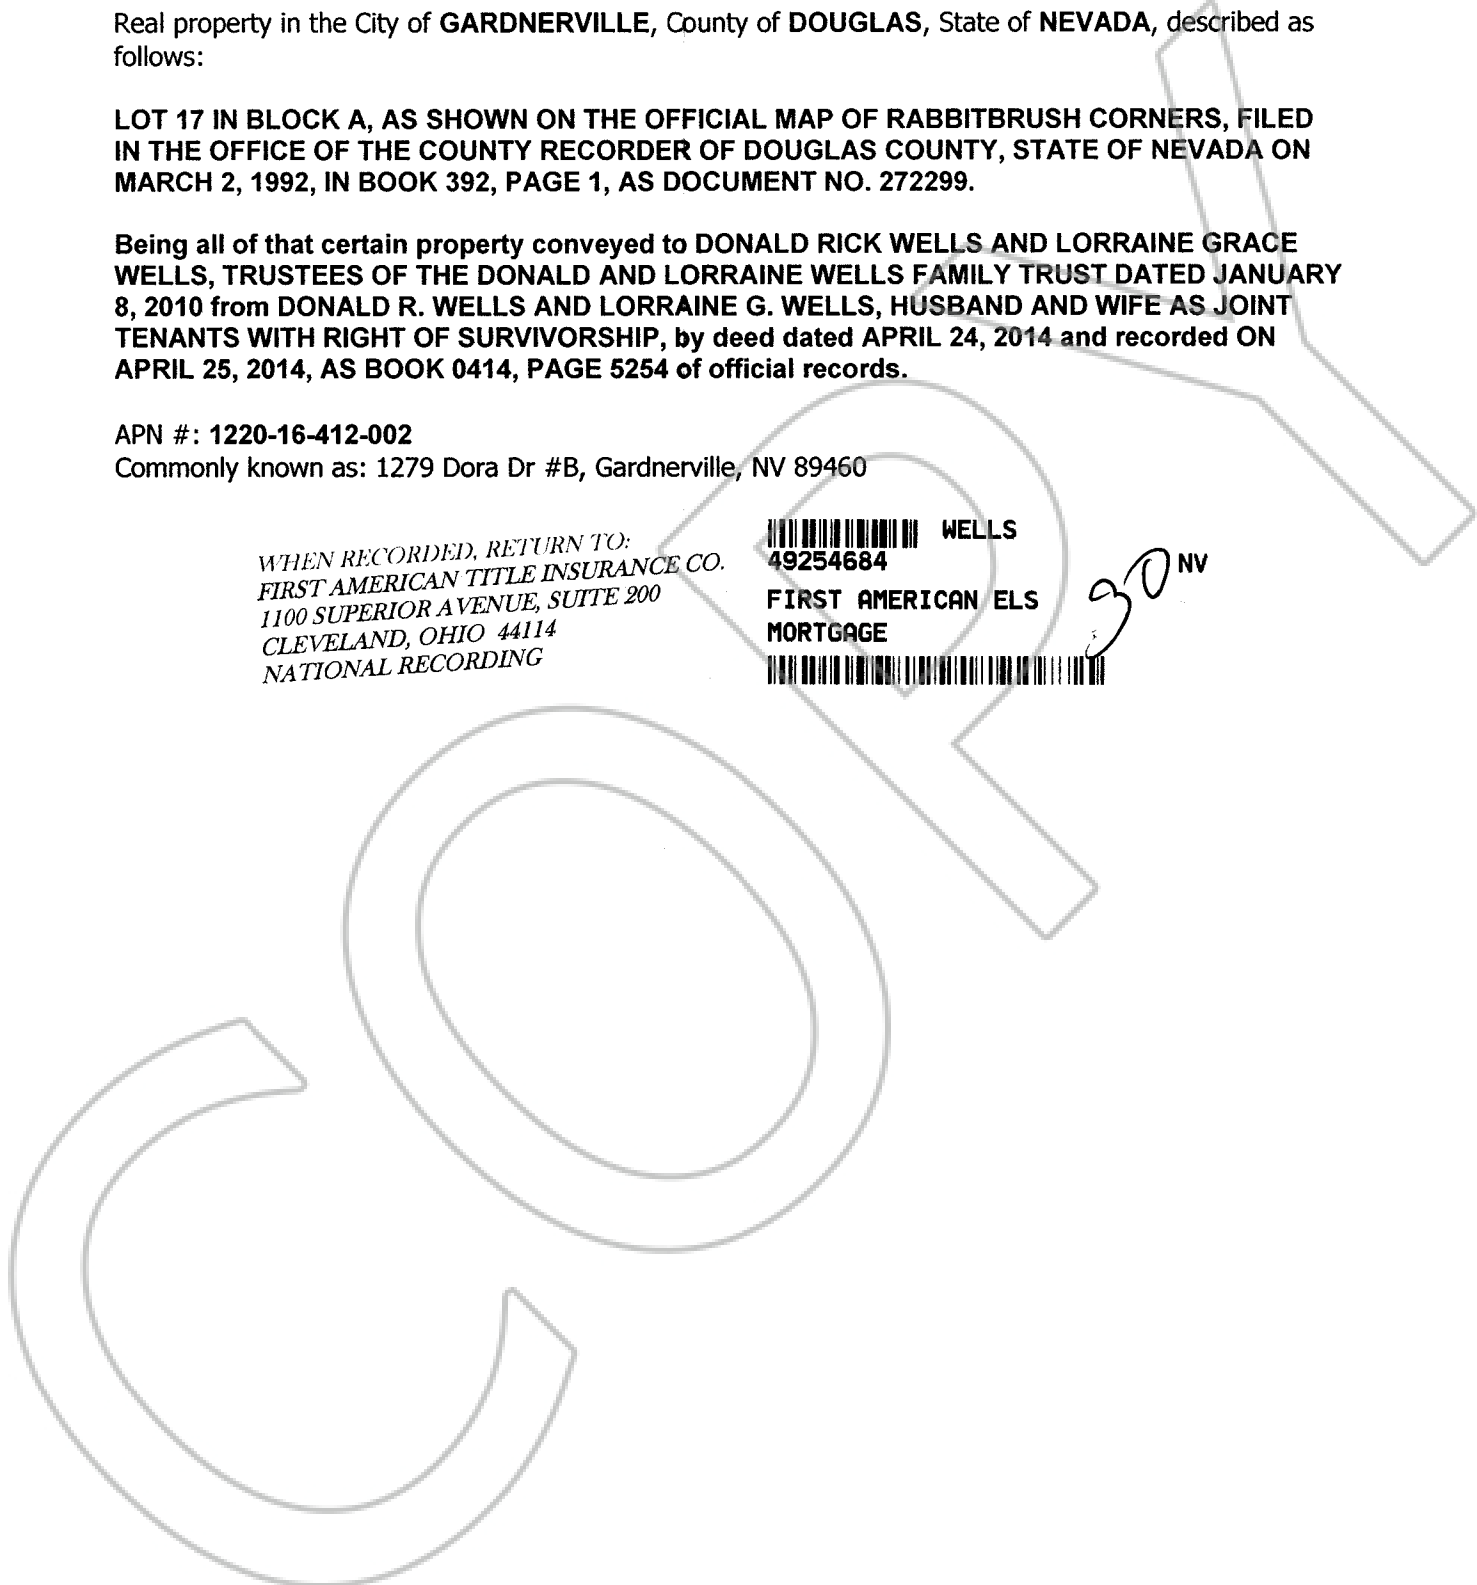 Real property in the City of GARDNERVILLE, County of DOUGLAS, State of NEVADA, described as
follows:
LOT 17 IN BLOCK A, AS SHOWN ON THE OFFICIAL MAP OF RABBITBRUSH CORNERS, FILED
IN THE OFFICE OF THE COUNTY RECORDER OF DOUGLAS COUNTY, STATE OF NEVADA ON
MARCH 2, 1992, IN BOOK 392, PAGE 1, AS DOCUMENT NO. 272299.
Being all of that certain property conveyed to DONALD RICK WELLS AND LORRAINE GRACE
WELLS, TRUSTEES OF THE DONALD AND LORRAINE WELLS FAMILY TRUST DATED JANUARY
8, 2010 from DONALD R. WELLS AND LORRAINE G. WELLS, HUSBAND AND WIFE AS JOINT
TENANTS WITH RIGHT OF SURVIVORSHIP, by deed dated APRIL 24, 2014 and recorded ON
APRIL 25, 2014, AS BOOK 0414, PAGE 5254 of official records.
APN #: 1220-16-412-002
Commonly known as: 1279 Dora Dr #B, Gardnerville, NV 89460
WHEN RECORDED, RETURN TO:
FIRST AMERICAN TITLE INSURANCE CO.
1100 SUPERIOR AVENUE, SUITE 200
CLEVELAND, OHIO 44114
NATIONAL RECORDING
WELLS
49254684 NV
FIRST AMERICAN ELS
MORTGAGE
COPY